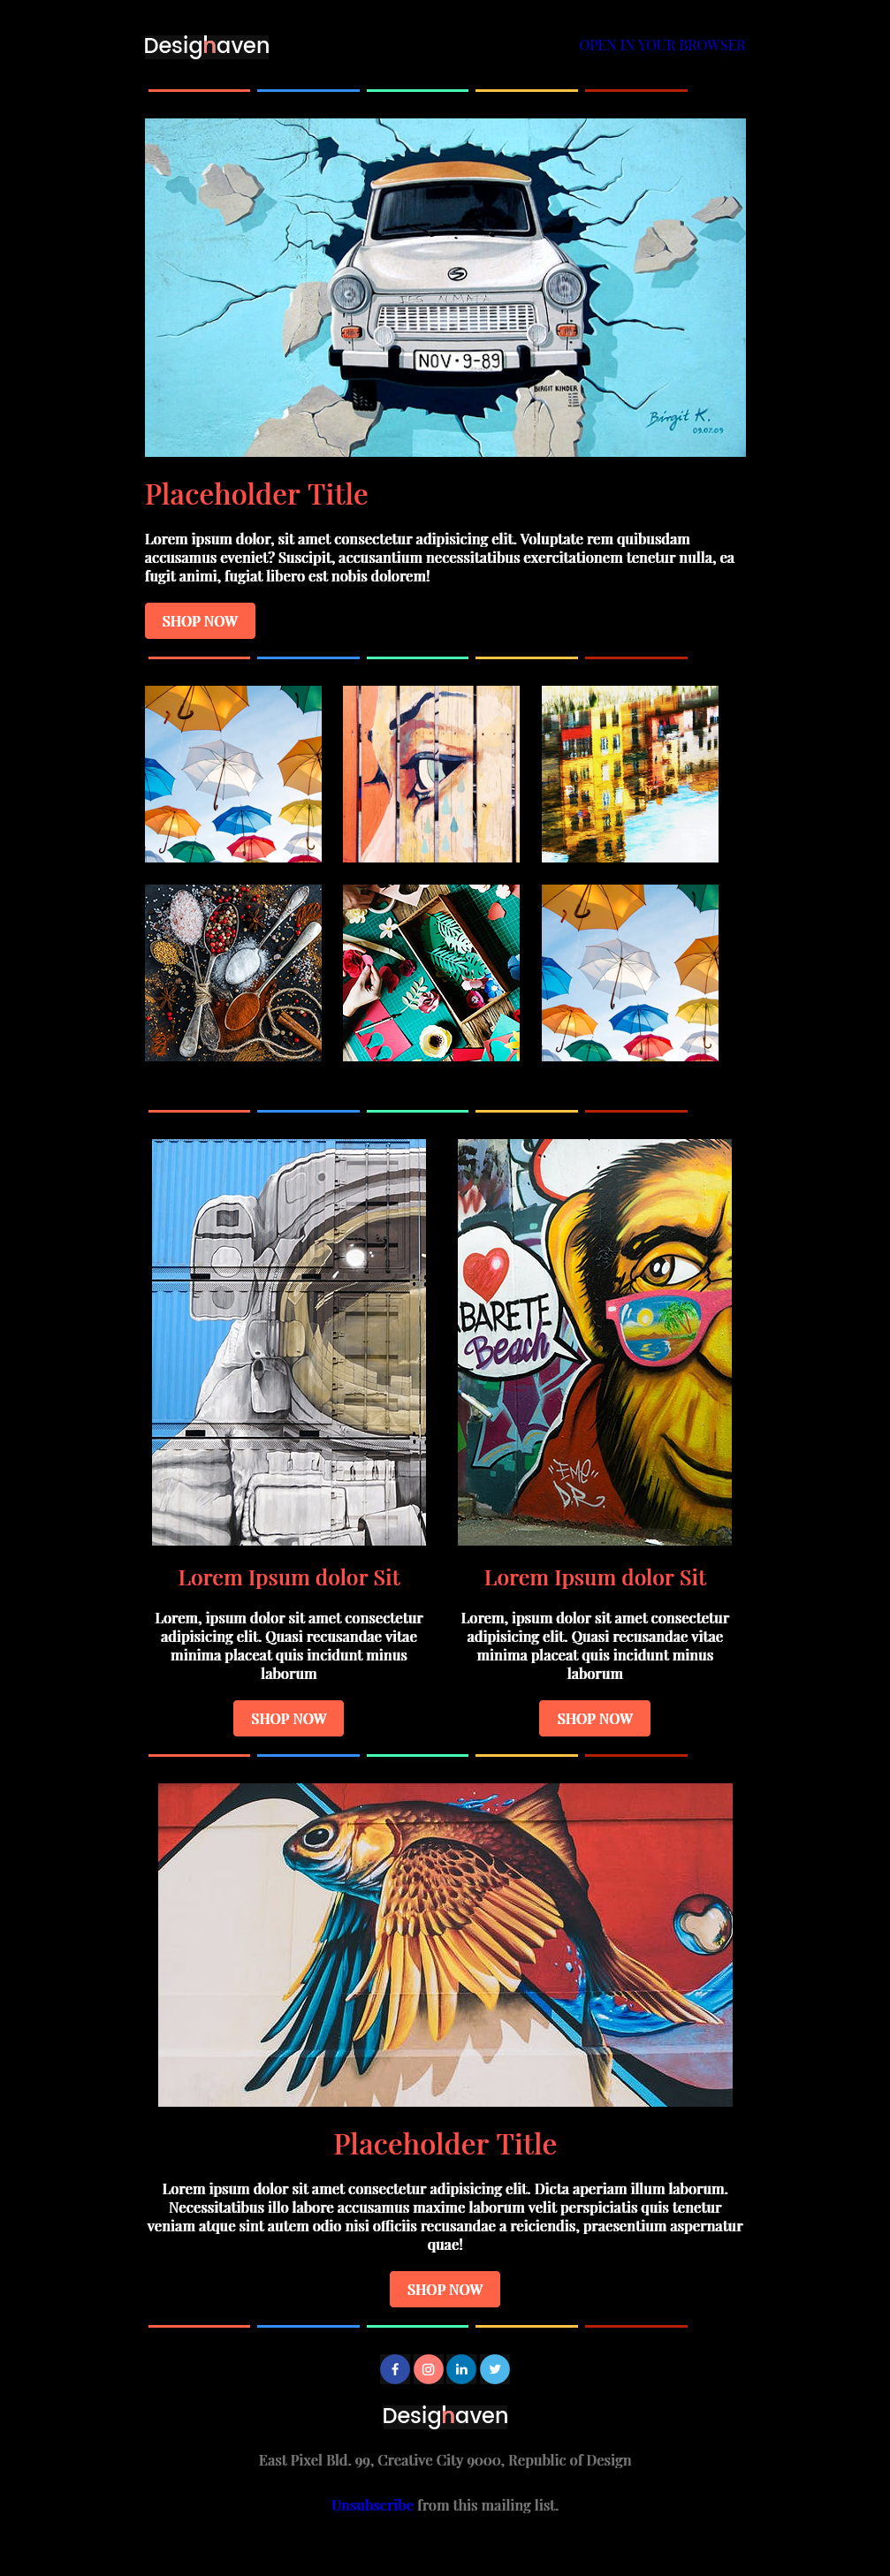 Desighaven
OPEN IN YOUR BROWSER
S
NOV·9-89
BIRGIT KINDER
Birgit K.
09.07.09
Placeholder Title
Lorem ipsum dolor, sit amet consectetur adipisicing elit. Voluptate rem quibusdam
accusamus eveniet? Suscipit, accusantium necessitatibus exercitationem tenetur nulla, ea
fugit animi, fugiat libero est nobis dolorem!
SHOP NOW
BARETE
Beach
"EME"
D.R.
Lorem Ipsum dolor Sit
Lorem, ipsum dolor sit amet consectetur
adipisicing elit. Quasi recusandae vitae
minima placeat quis incidunt minus
laborum
SHOP NOW
Lorem Ipsum dolor Sit
Lorem, ipsum dolor sit amet consectetur
adipisicing elit. Quasi recusandae vitae
minima placeat quis incidunt minus
laborum
SHOP NOW
Placeholder Title
Lorem ipsum dolor sit amet consectetur adipisicing elit. Dicta aperiam illum laborum.
Necessitatibus illo labore accusamus maxime laborum velit perspiciatis quis tenetur
veniam atque sint autem odio nisi officiis recusandae a reiciendis, praesentium aspernatur
quae!
SHOP NOW
Desighaven
East Pixel Bld. 99, Creative City 9000, Republic of Design
Unsubscribe from this mailing list.